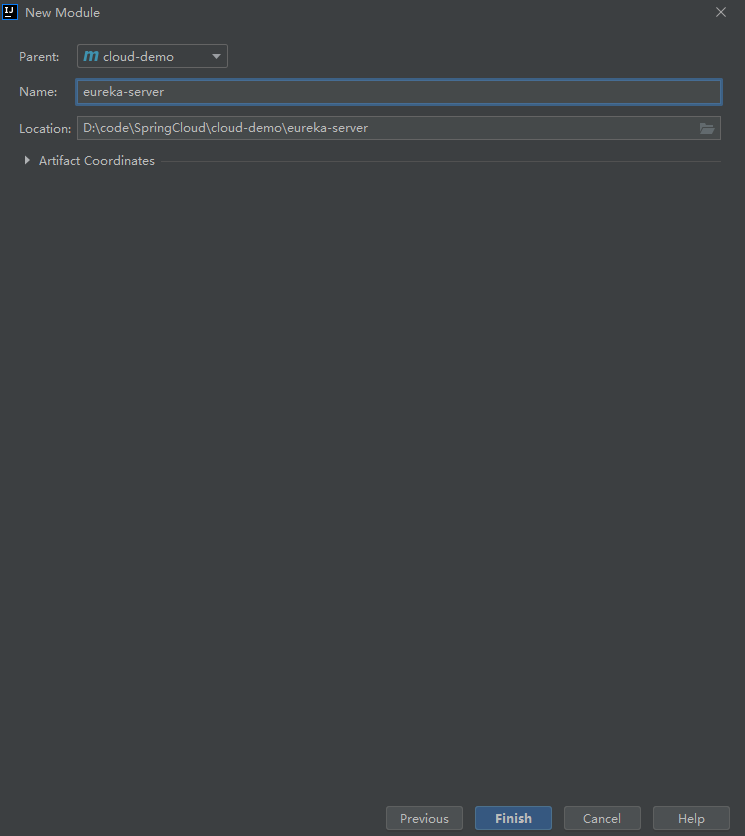 IJ New Module
Parent: m cloud-demo
Name: eureka-server
Location: D:\code\SpringCloud\cloud-demo\eureka-server
Artifact Coordinates
Previous Finish Cancel Help